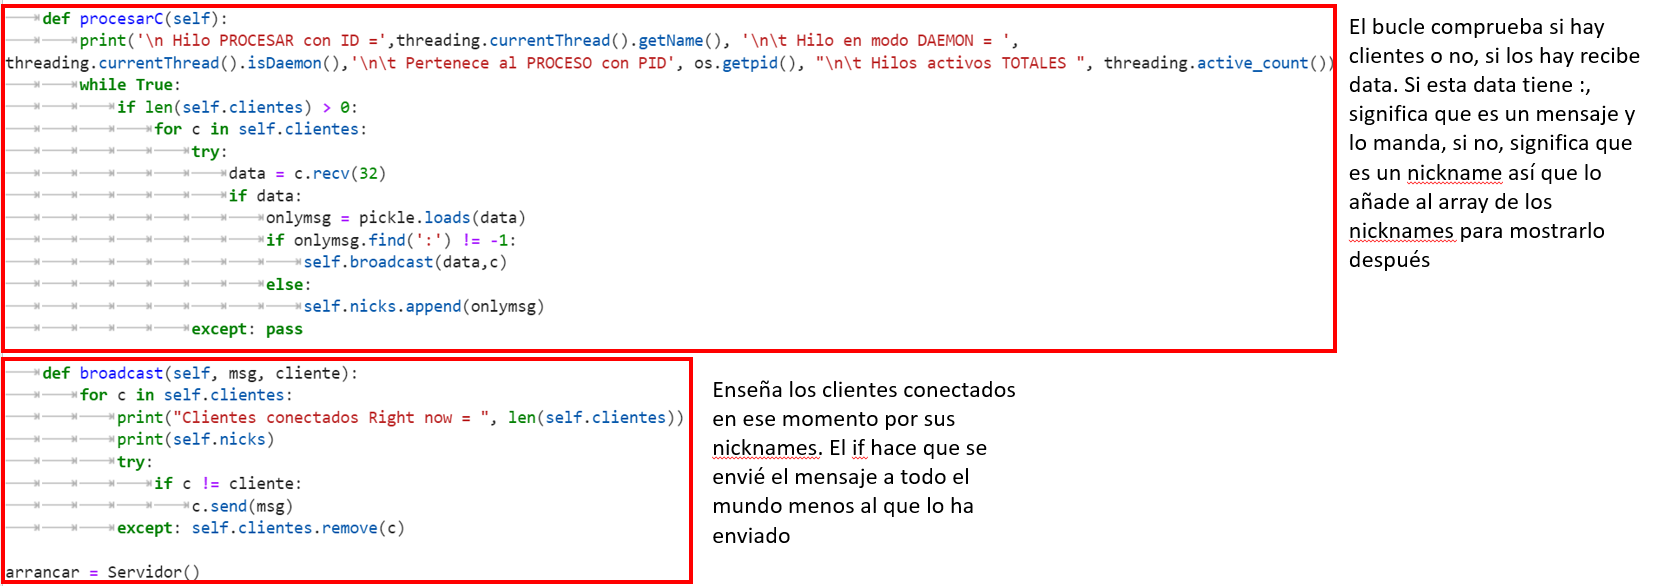 def procesarC(self):
print('\n Hilo PROCESAR con ID =',threading.currentThread().getName(), '\n\t Hilo en modo DAEMON = ',
threading.currentThread().isDaemon(),'\n\t Pertenece al PROCESO con PID', os.getpid(), "\n\t Hilos activos TOTALES ", threading.active_count())
while True:
if len(self.clientes) > 0:
for c in self.clientes:
try:
data = c.recv(32)
if data:
onlymsg = pickle.loads(data)
if onlymsg.find(':') != -1:
self.broadcast(data,c)
else:
self.nicks.append(onlymsg)
except: pass
El bucle comprueba si hay
clientes o no, si los hay recibe
data. Si esta data tiene :,
significa que es un mensaje y
lo manda, si no, significa que
es un nickname así que lo
añade al array de los
nicknames para mostrarlo
después
def broadcast(self, msg, cliente):
for c in self.clientes:
print("Clientes conectados Right now = ", len(self.clientes))
print(self.nicks)
try:
if c != cliente:
c.send(msg)
except: self.clientes.remove(c)
arrancar = Servidor()
Enseña los clientes conectados
en ese momento por sus
nicknames. El if hace que se
envié el mensaje a todo el
mundo menos al que lo ha
enviado